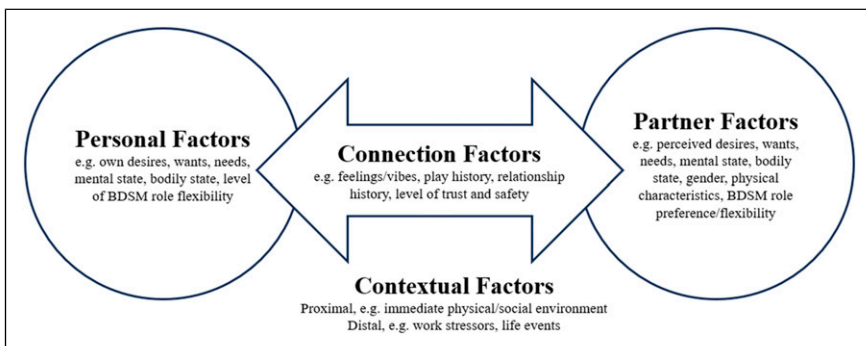 Personal Factors
e.g. own desires, wants, needs,
mental state, bodily state, level
of BDSM role flexibility
Connection Factors
e.g. feelings/vibes, play history, relationship
history, level of trust and safety
Partner Factors
e.g. perceived desires, wants,
needs, mental state, bodily
state, gender, physical
characteristics, BDSM role
preference/flexibility
Contextual Factors
Proximal, e.g. immediate physical/social environment
Distal, e.g. work stressors, life events